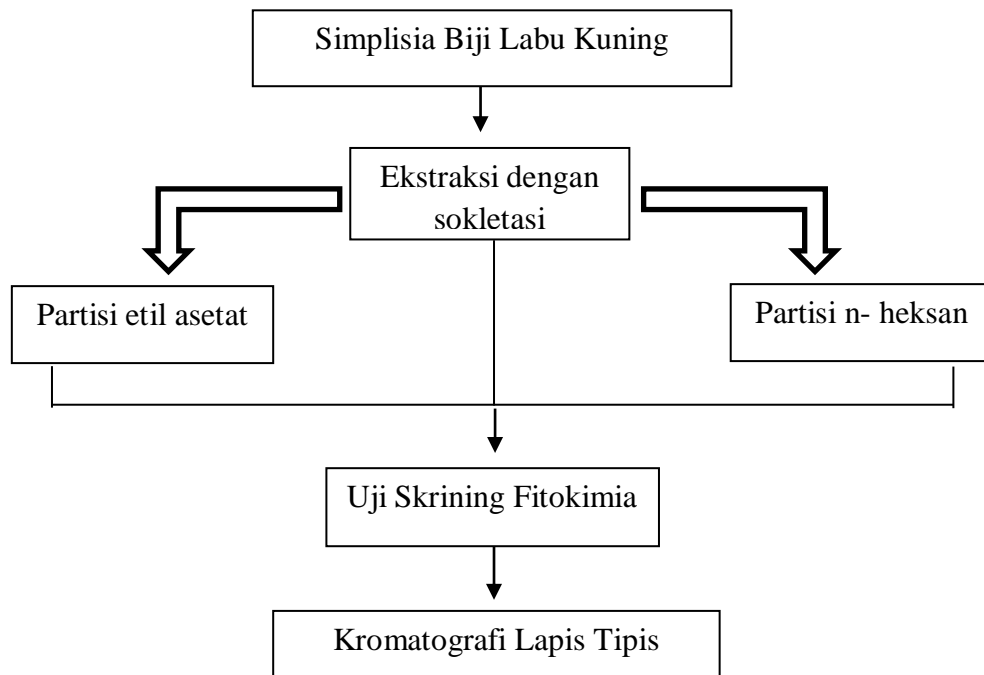 Simplisia Biji Labu Kuning
Ekstraksi dengan
sokletasi
Partisi etil asetat
Partisi n- heksan
Uji Skrining Fitokimia
Kromatografi Lapis Tipis